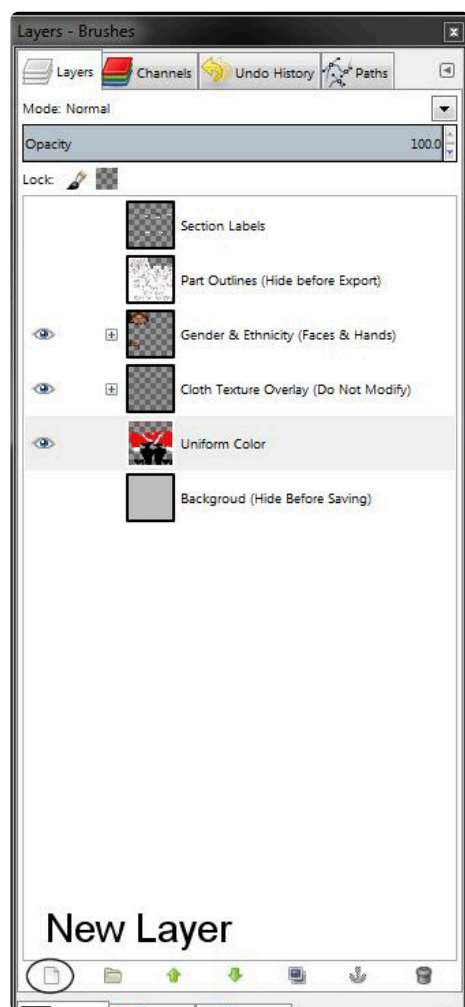 Layers - Brushes
Layers Channels Undo History Paths
Mode: Normal
Opacity 100.0
Lock:
Section Labels
Part Outlines (Hide before Export)
Gender & Ethnicity (Faces & Hands)
Cloth Texture Overlay (Do Not Modify)
Uniform Color
Backgroud (Hide Before Saving)
New Layer